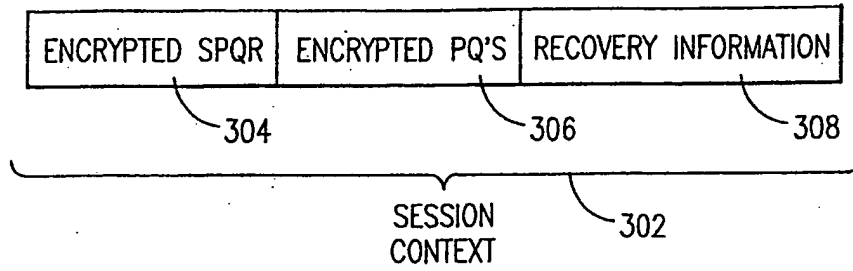 ENCRYPTED SPQR ENCRYPTED PQ'S RECOVERY INFORMATION
304 306 308
302
SESSION
CONTEXT